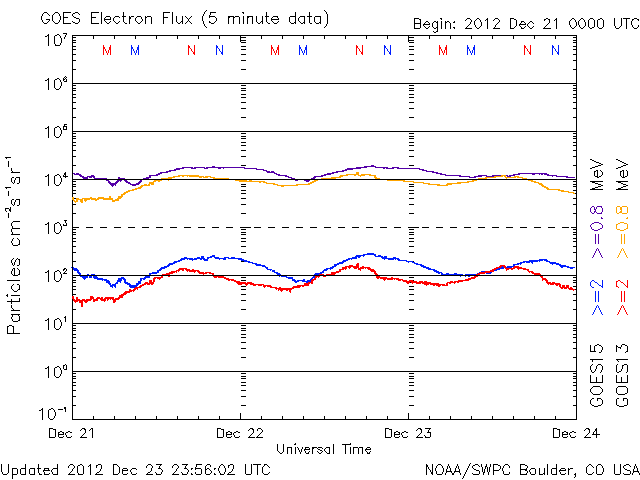 GOES Electron Flux (5 minute data)
Begin: 2012 Dec 21 0000 UTC
M M N N M M N N M M N N
10⁷
10⁶
10⁵
10⁴
10³
10²
10¹
10⁰
10⁻¹
Particles cm⁻²s⁻¹sr⁻¹
Dec 21 Dec 22 Dec 23 Dec 24
Universal Time
GOES15 >=2 >=0.8 MeV
GOES13 >=2 >=0.8 MeV
Updated 2012 Dec 23 23:56:02 UTC
NOAA/SWPC Boulder, CO USA